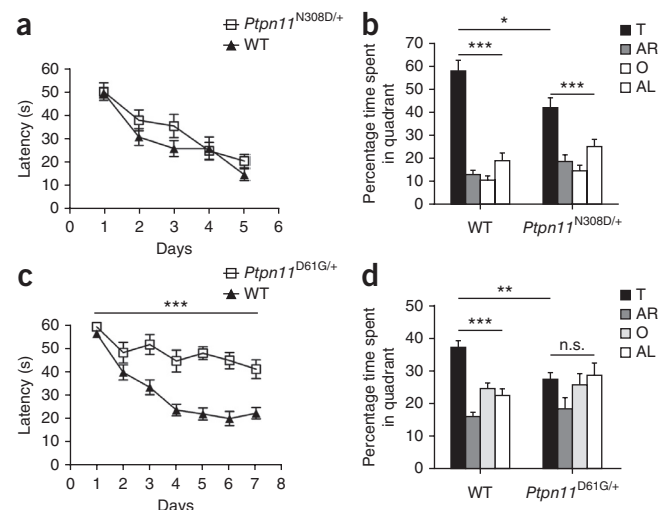 a
Ptpn11N308D/+
WT
Latency (s)
60
50
40
30
20
10
0
0 1 2 3 4 5 6
Days
b
*
***
***
T
AR
O
AL
Percentage time spent
in quadrant
70
60
50
40
30
20
10
0
WT
Ptpn11N308D/+
c
Ptpn11D61G/+
WT
***
Latency (s)
60
50
40
30
20
10
0
0 1 2 3 4 5 6 7 8
Days
d
**
***
n.s.
T
AR
O
AL
Percentage time spent
in quadrant
50
40
30
20
10
0
WT
Ptpn11D61G/+